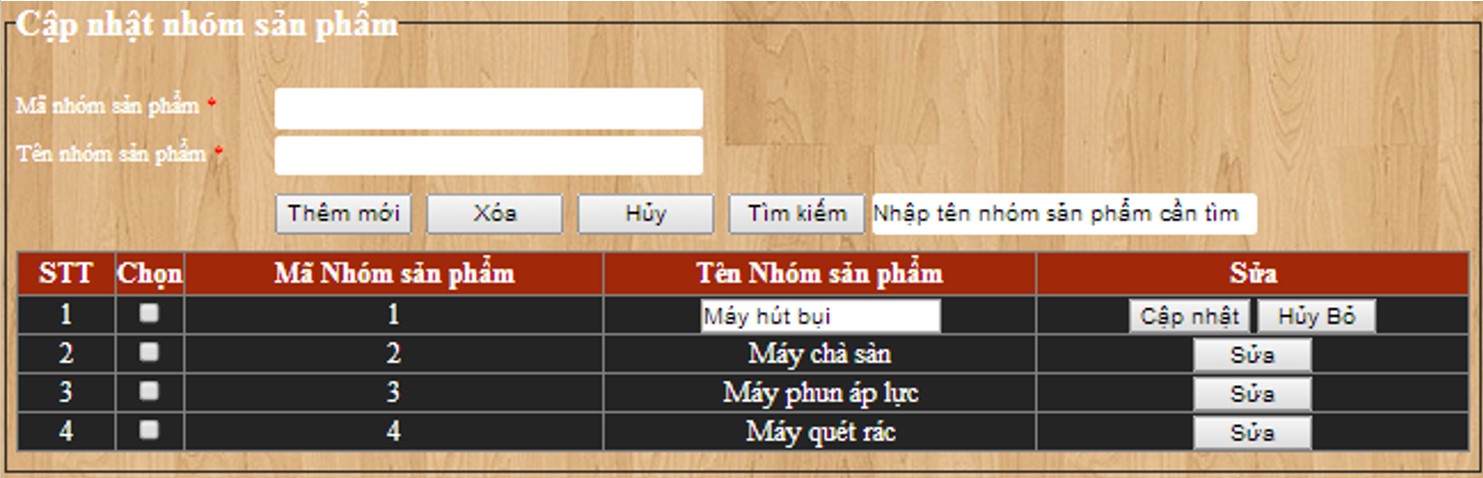 Cập nhật nhóm sản phẩm
Mã nhóm sản phẩm *
Tên nhóm sản phẩm *
Thêm mới Xóa Hủy Tìm kiếm Nhập tên nhóm sản phẩm cần tìm
STT Chọn Mã Nhóm sản phẩm Tên Nhóm sản phẩm Sửa
1 1 Máy hút bụi Cập nhật Hủy Bỏ
2 2 Máy chà sàn Sửa
3 3 Máy phun áp lực Sửa
4 4 Máy quét rác Sửa